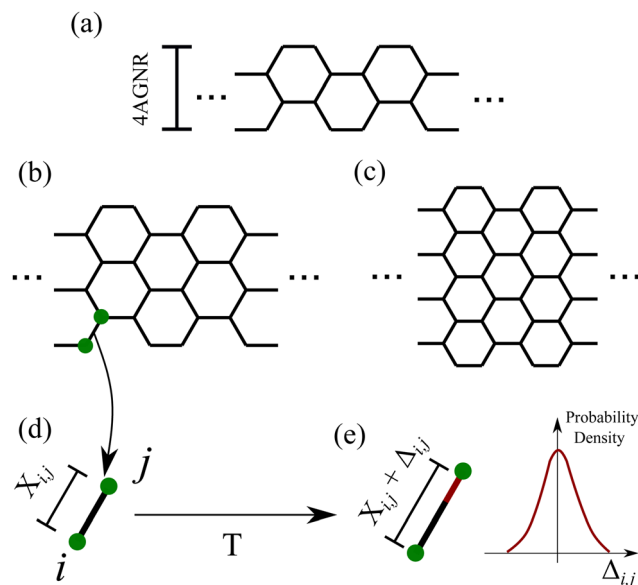 (a)
4AGNR
...
...
(b)
(c)
...
...
...
...
(d)
X_{i,j}
j
i
T
(e)
X_{i,j} + Δ_{i,j}
Probability
Density
Δ_{i,j}